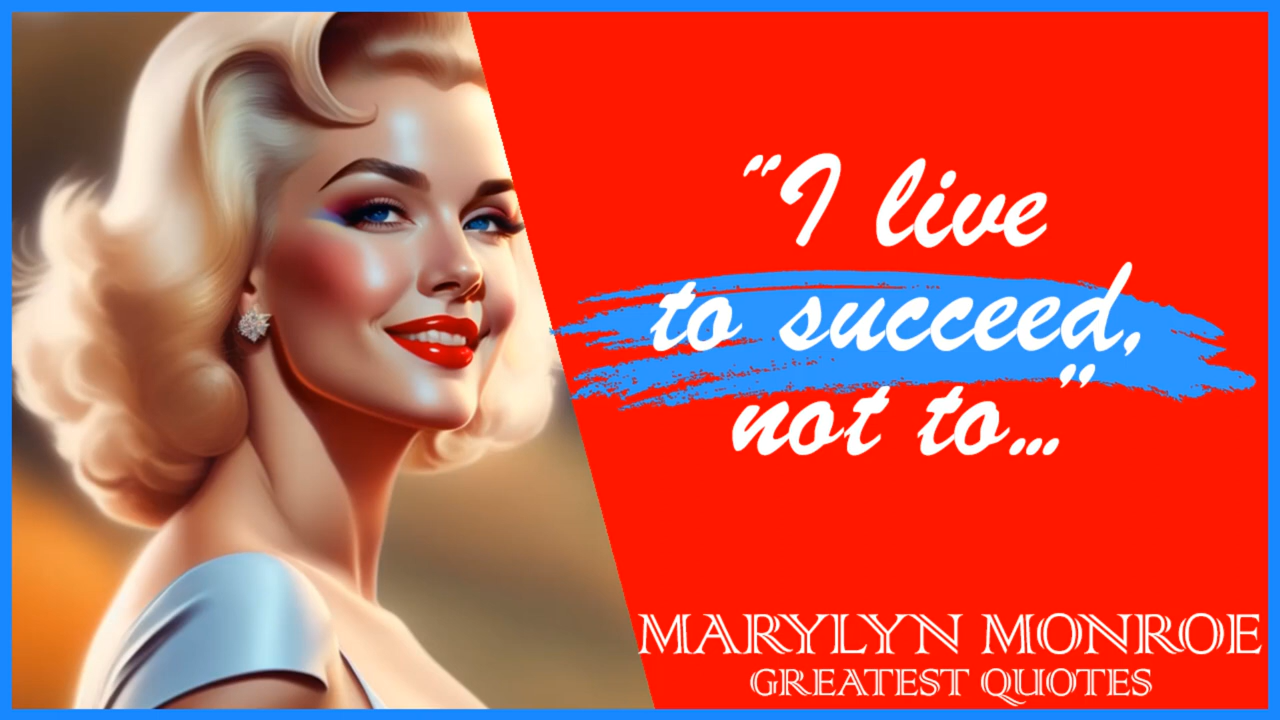 "I live
to succeed,
not to..."
MARYLYN MONROE
GREATEST QUOTES